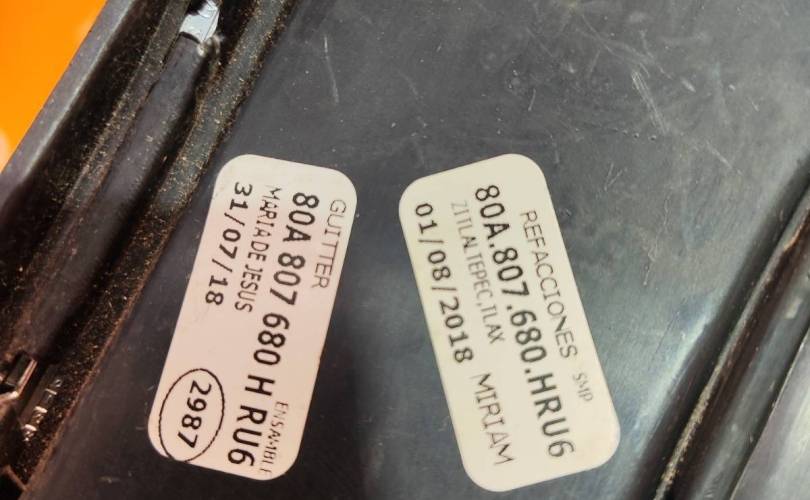 GUITTER
80A 807 680 H RU6
MARIA DE JESUS ENSAMBLE
31/07/18
2987
REFACCIONES SMP
80A.807.680.HRU6
ZITLALTEPEC,TLAX
01/08/2018 MIRIAM